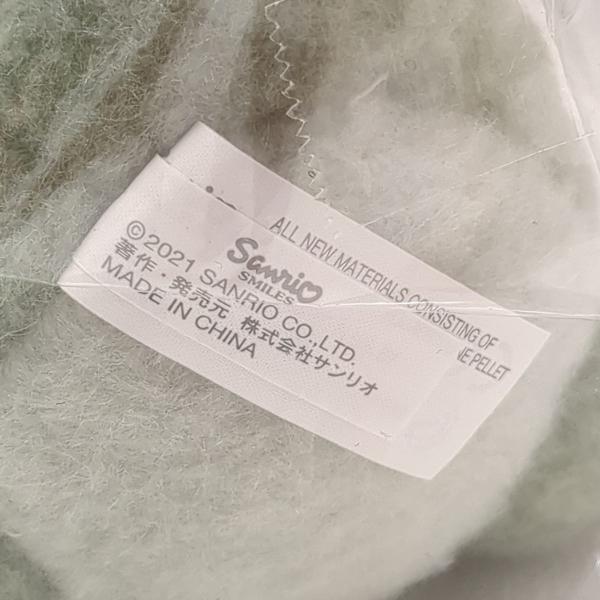 Sanrio
SMILES
©2021 SANRIO CO.,LTD.
著作・発売元 株式会社サンリオ
MADE IN CHINA
ALL NEW MATERIALS CONSISTING OF
PELLET